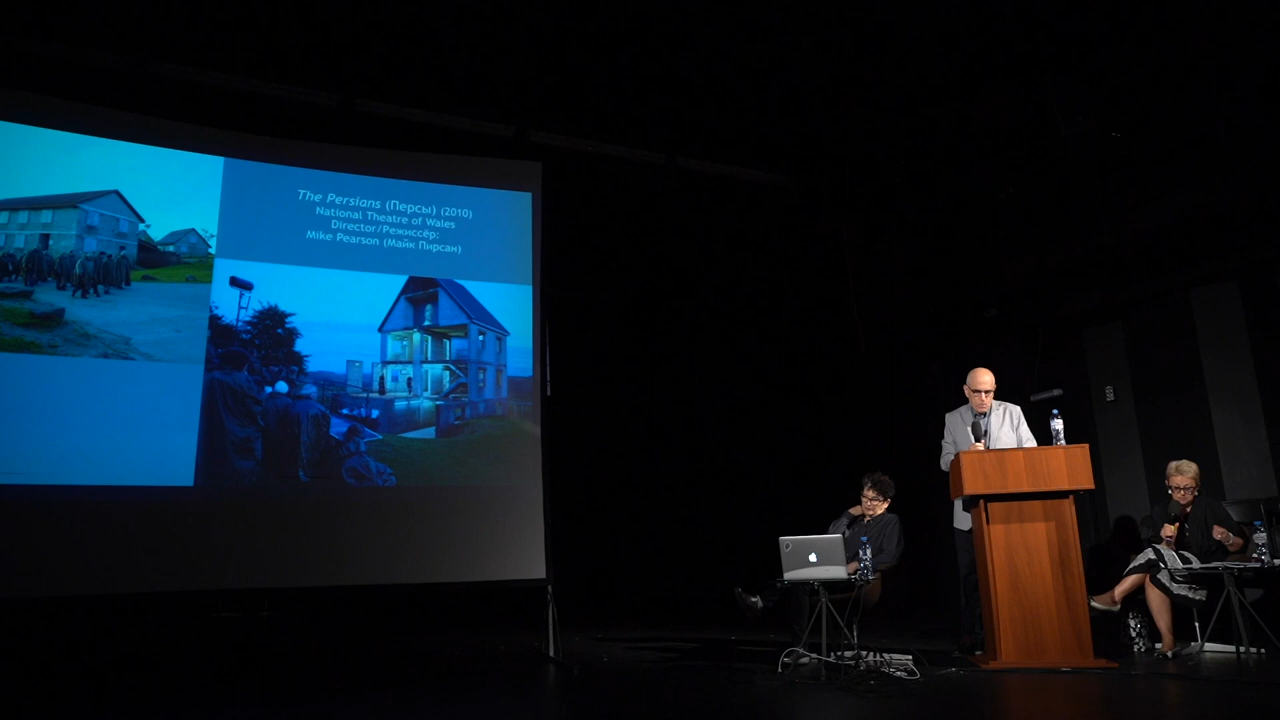 The Persians (Персы) (2010)
National Theatre of Wales
Director/Режиссёр:
Mike Pearson (Майк Пирсан)